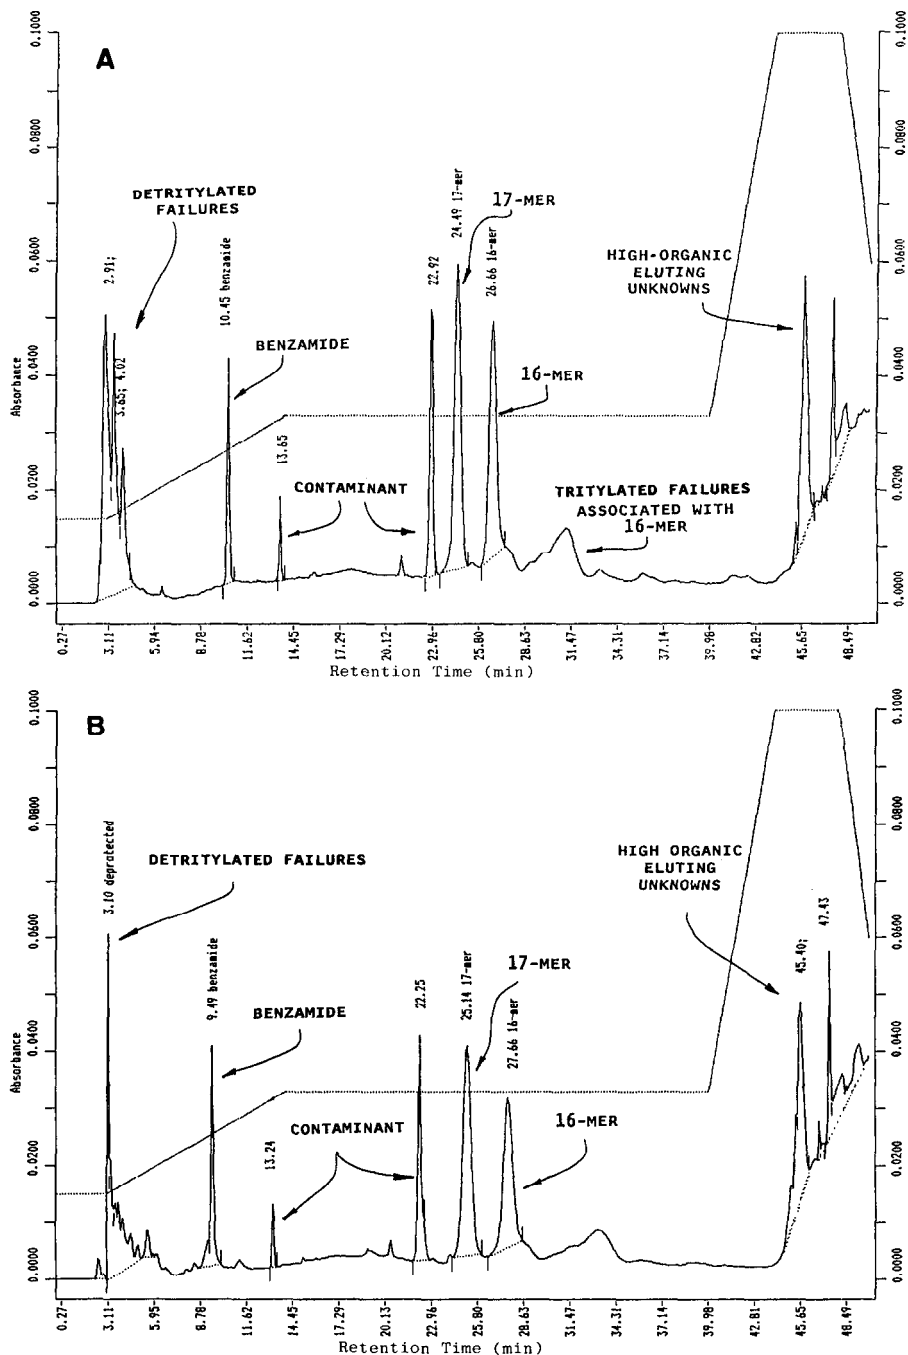 A
0.1000
0.0800
0.0600
0.0400
0.0200
0.0000
Absorbance
DETRITYLATED
FAILURES
2.91;
3.65; 4.02
10.45 benzamide
BENZAMIDE
13.65
CONTAMINANT
22.92
24.49 17-mer
17-MER
26.66 16-mer
16-MER
TRITYLATED FAILURES
ASSOCIATED WITH
16-MER
HIGH-ORGANIC
ELUTING
UNKNOWNS
0.1000
0.0800
0.0600
0.0400
0.0200
0.0000
0.27 3.11 5.94 8.78 11.62 14.45 17.29 20.12 22.96 25.80 28.63 31.47 34.31 37.14 39.98 42.82 45.65 48.49
Retention Time (min)
B
0.1000
0.0800
0.0600
0.0400
0.0200
0.0000
Absorbance
3.10 deprotected
DETRITYLATED FAILURES
9.49 benzamide
BENZAMIDE
13.24
CONTAMINANT
22.25
25.14 17-mer
17-MER
27.66 16-mer
16-MER
HIGH ORGANIC
ELUTING
UNKNOWNS
45.40;
47.43
0.1000
0.0800
0.0600
0.0400
0.0200
0.0000
0.27 3.11 5.95 8.78 11.62 14.45 17.29 20.13 22.96 25.80 28.63 31.47 34.31 37.14 39.98 42.81 45.65 48.49
Retention Time (min)